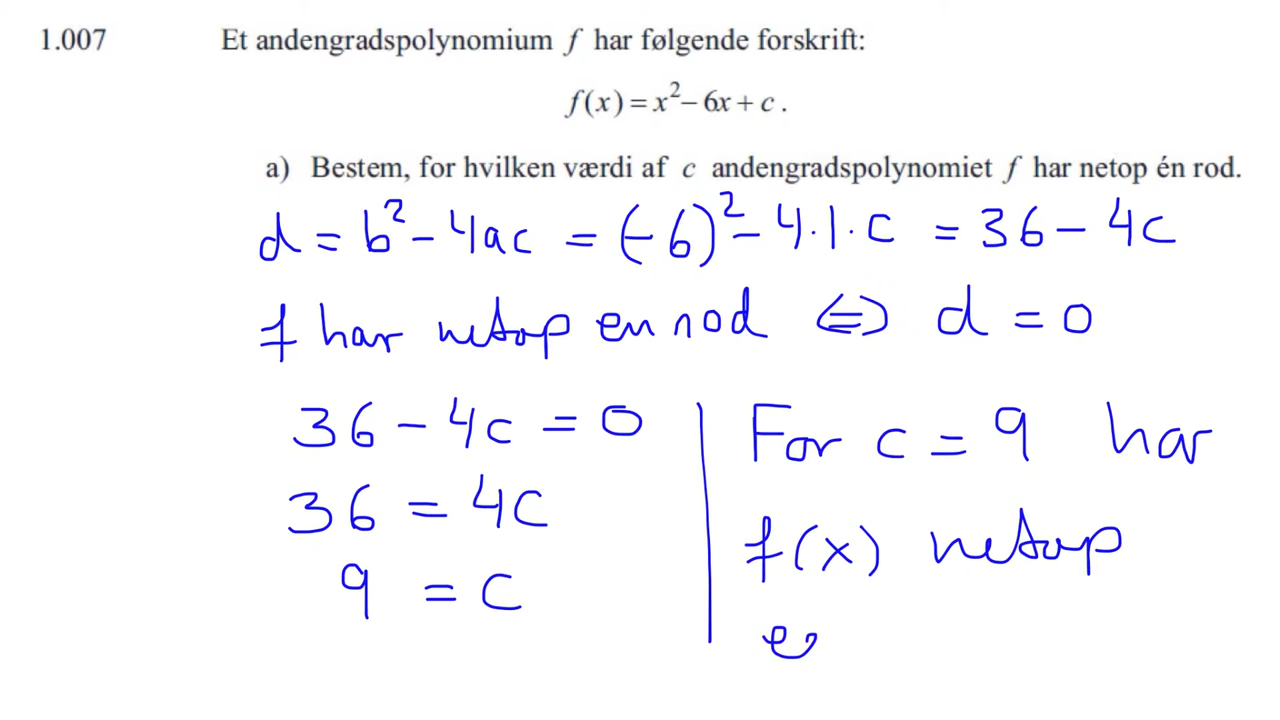 1.007 Et andengradspolynomium f har følgende forskrift:
f(x) = x² – 6x + c .
a) Bestem, for hvilken værdi af c andengradspolynomiet f har netop én rod.
d = b² - 4ac = (-6)² - 4·1·c = 36 - 4c
f har netop en rod ⇔ d = 0
36 - 4c = 0
36 = 4c
9 = c
For c = 9 har
f(x) netop
e